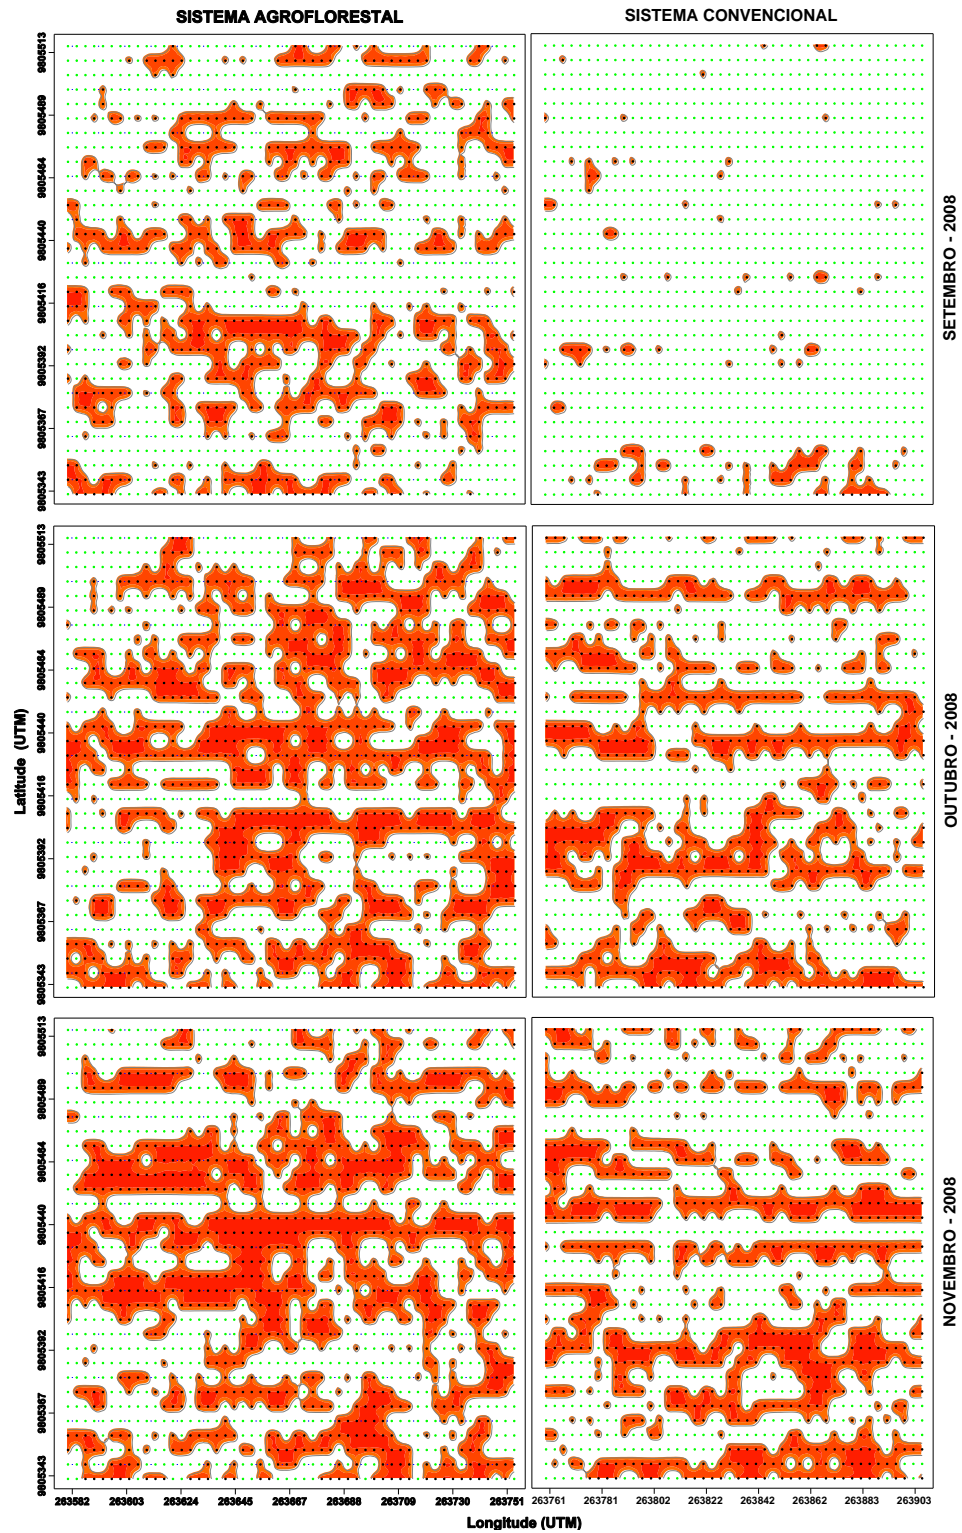 SISTEMA AGROFLORESTAL
SISTEMA CONVENCIONAL
9805513
9805489
9805464
9805440
9805416
9805392
9805367
9805343
SETEMBRO - 2008
9805513
9805489
9805464
9805440
9805416
9805392
9805367
9805343
Latitude (UTM)
OUTUBRO - 2008
9805513
9805489
9805464
9805440
9805416
9805392
9805367
9805343
NOVEMBRO - 2008
263582 263603 263624 263645 263667 263688 263709 263730 263751
263761 263781 263802 263822 263842 263862 263883 263903
Longitude (UTM)